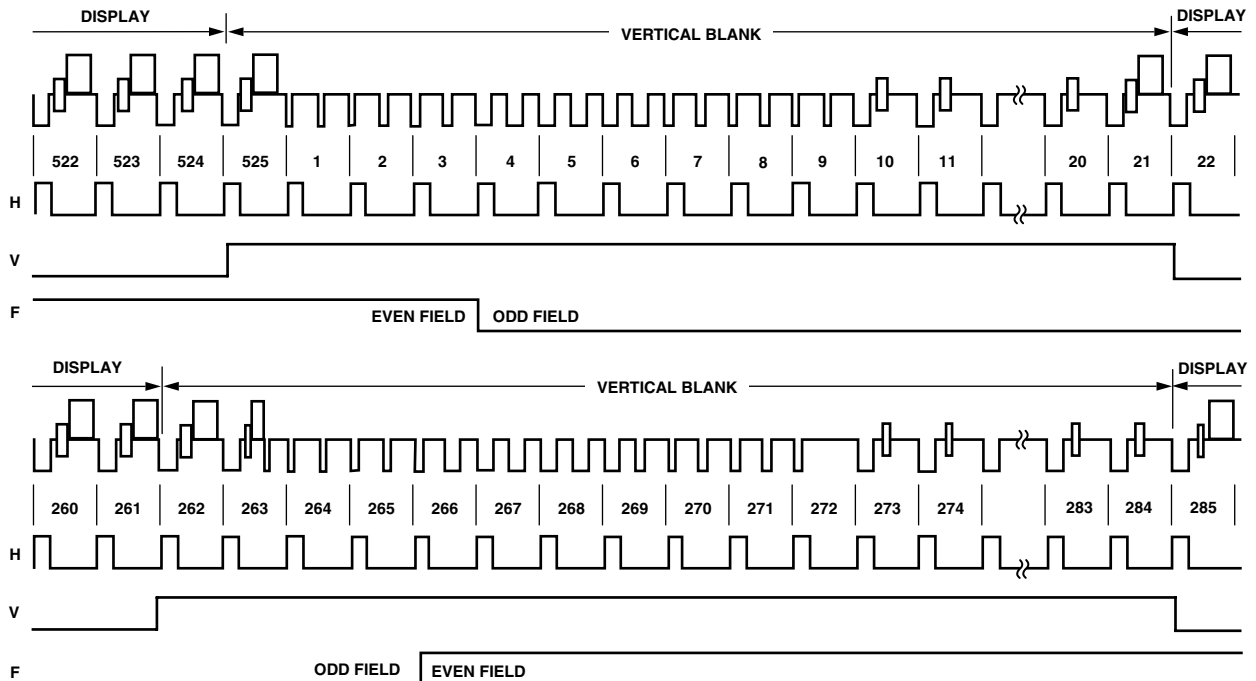 DISPLAY VERTICAL BLANK DISPLAY
522 523 524 525 1 2 3 4 5 6 7 8 9 10 11 20 21 22
H
V
F EVEN FIELD ODD FIELD
DISPLAY VERTICAL BLANK DISPLAY
260 261 262 263 264 265 266 267 268 269 270 271 272 273 274 283 284 285
H
V
F ODD FIELD EVEN FIELD